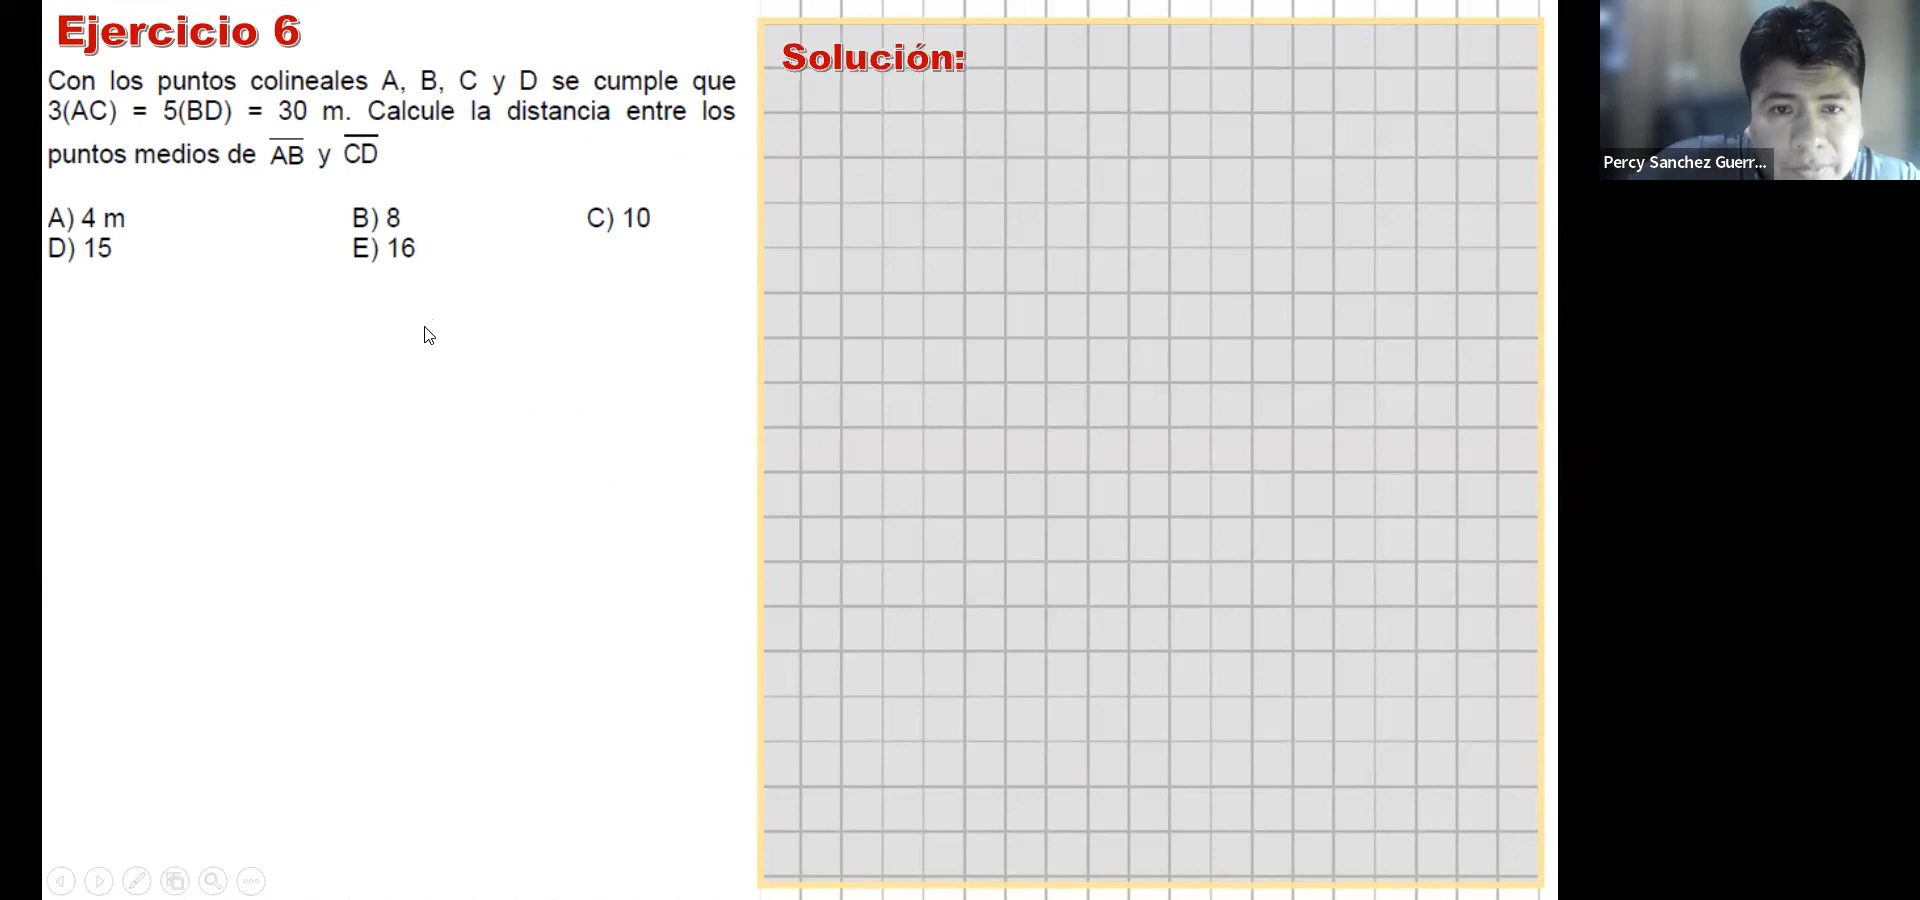 Ejercicio 6
Con los puntos colineales A, B, C y D se cumple que
3(AC) = 5(BD) = 30 m. Calcule la distancia entre los
puntos medios de AB y CD
A) 4 m B) 8 C) 10
D) 15 E) 16
Solución:
Percy Sanchez Guerr...